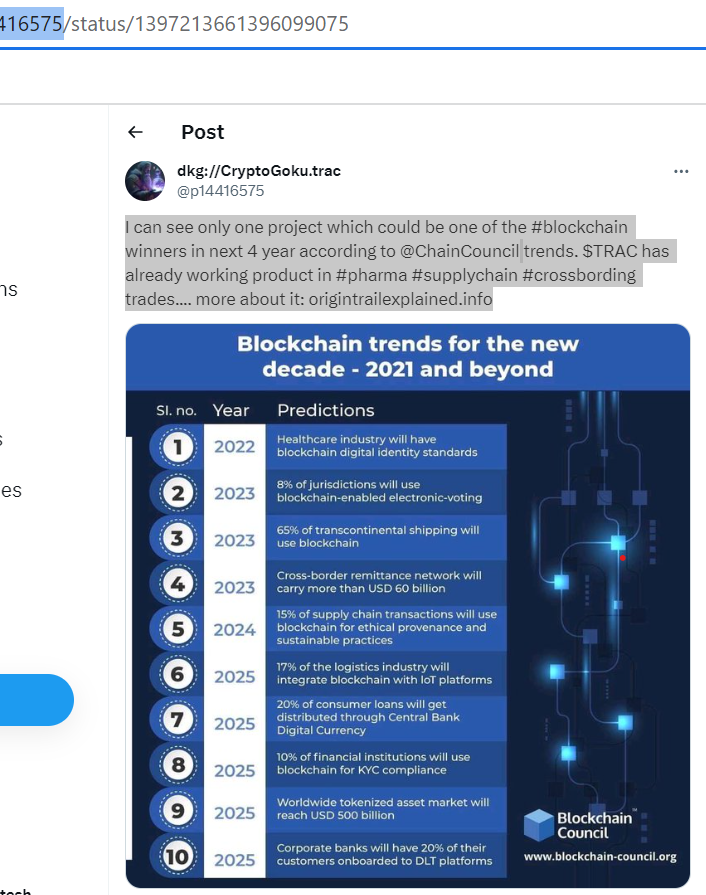 416575/status/1397213661396099075
Post
dkg://CryptoGoku.trac
@p14416575
I can see only one project which could be one of the #blockchain
winners in next 4 year according to @ChainCouncil trends. $TRAC has
already working product in #pharma #supplychain #crossbording
trades.... more about it: origintrailexplained.info
ns
s
es
Blockchain trends for the new
decade - 2021 and beyond
Sl. no. Year Predictions
1 2022 Healthcare industry will have
blockchain digital identity standards
2 2023 8% of jurisdictions will use
blockchain-enabled electronic-voting
3 2023 65% of transcontinental shipping will
use blockchain
4 2023 Cross-border remittance network will
carry more than USD 60 billion
5 2024 15% of supply chain transactions will use
blockchain for ethical provenance and
sustainable practices
6 2025 17% of the logistics industry will
integrate blockchain with IoT platforms
7 2025 20% of consumer loans will get
distributed through Central Bank
Digital Currency
8 2025 10% of financial institutions will use
blockchain for KYC compliance
9 2025 Worldwide tokenized asset market will
reach USD 500 billion
10 2025 Corporate banks will have 20% of their
customers onboarded to DLT platforms
Blockchain
Council™
www.blockchain-council.org